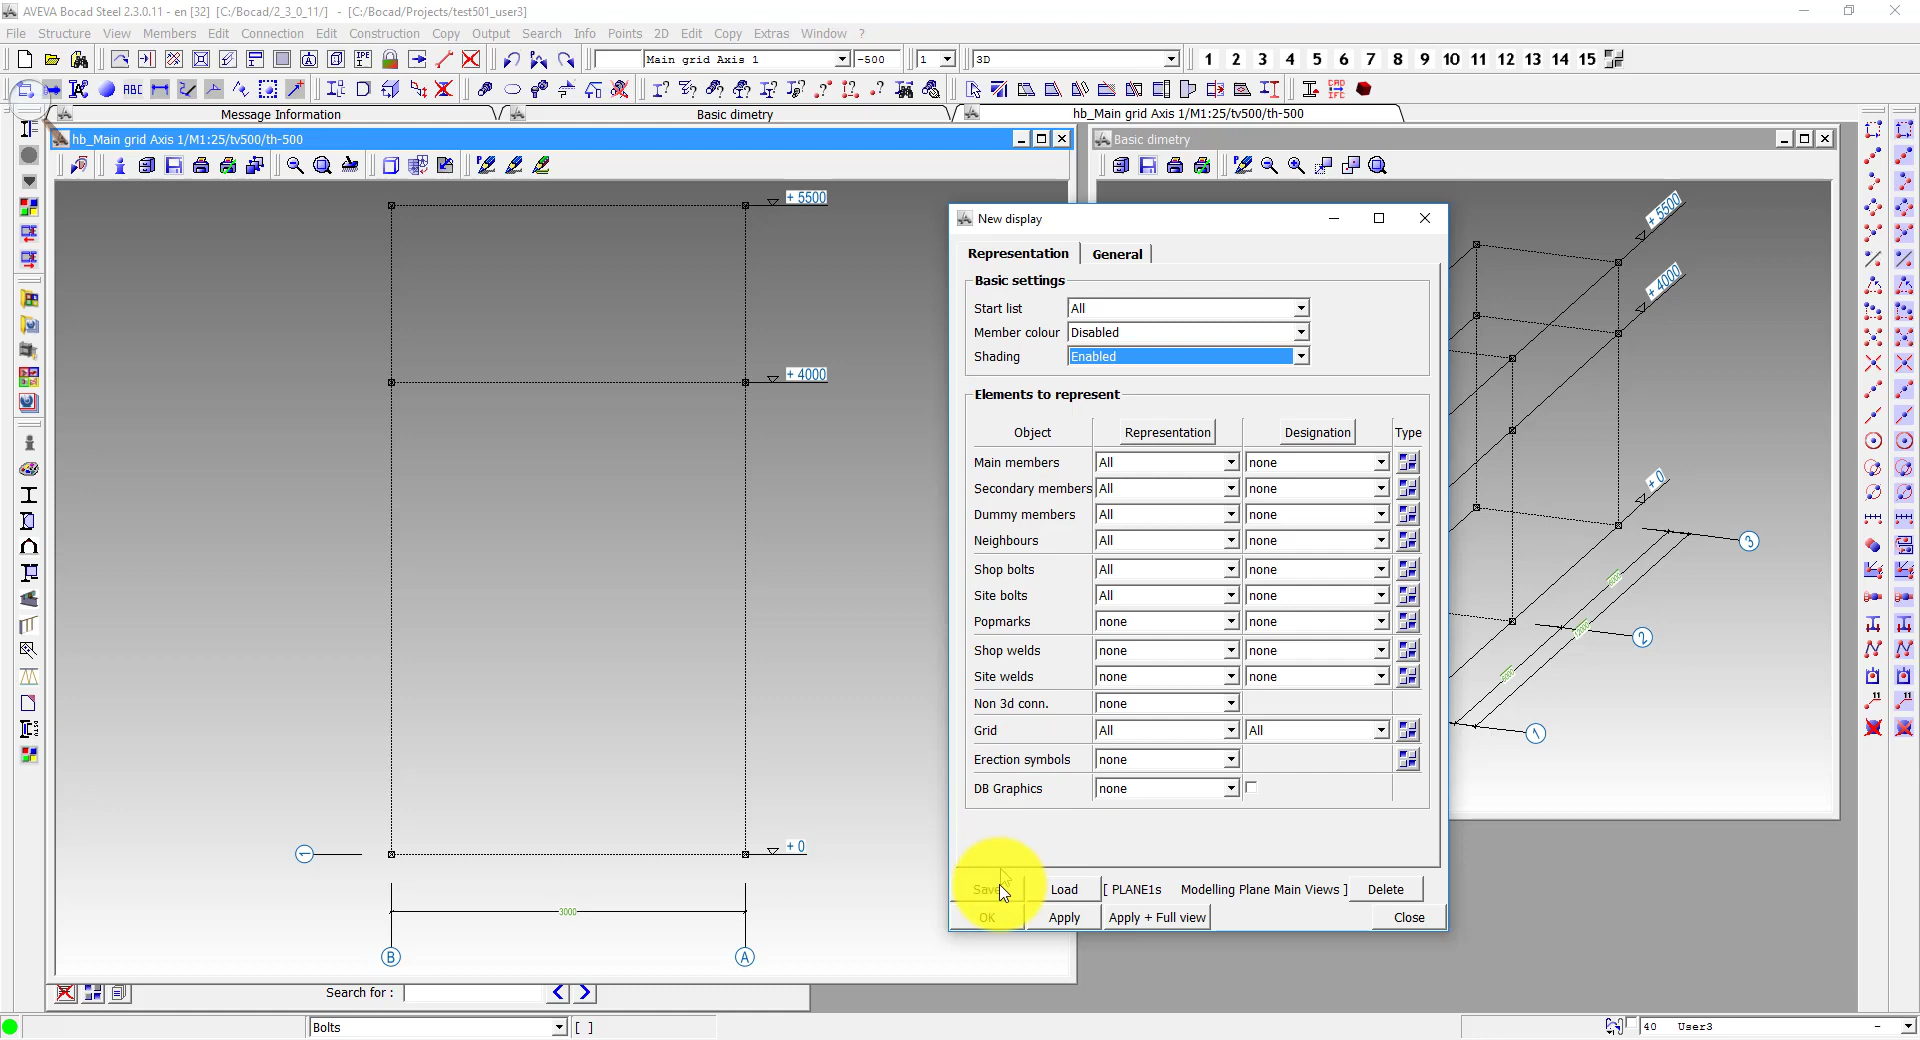 AVEVA Bocad Steel 2.3.0.11 - en [32] [C:/Bocad/2_3_0_11/] - [C:/Bocad/Projects/test501_user3]
File Structure View Members Edit Connection Edit Construction Copy Output Search Info Points 2D Edit Copy Extras Window ?
Main grid Axis 1 -500 1 3D 1 2 3 4 5 6 7 8 9 10 11 12 13 14 15
ABC
CAD IFC
Message Information Basic dimetry hb_Main grid Axis 1/M1:25/tv500/th-500
hb_Main grid Axis 1/M1:25/tv500/th-500
Basic dimetry
+ 5500
+ 4000
+ 0
1
3000
B A
New display
Representation General
Basic settings
Start list All
Member colour Disabled
Shading Enabled
Elements to represent
Object Representation Designation Type
Main members All none
Secondary members All none
Dummy members All none
Neighbours All none
Shop bolts All none
Site bolts All none
Popmarks none none
Shop welds none none
Site welds none none
Non 3d conn. none
Grid All All
Erection symbols none
DB Graphics none
Save Load [ PLANE1s Modelling Plane Main Views ] Delete
OK Apply Apply + Full view Close
+ 5500
+ 4000
+ 0
3
2
1
Search for :
Bolts [ ]
40 User3 -